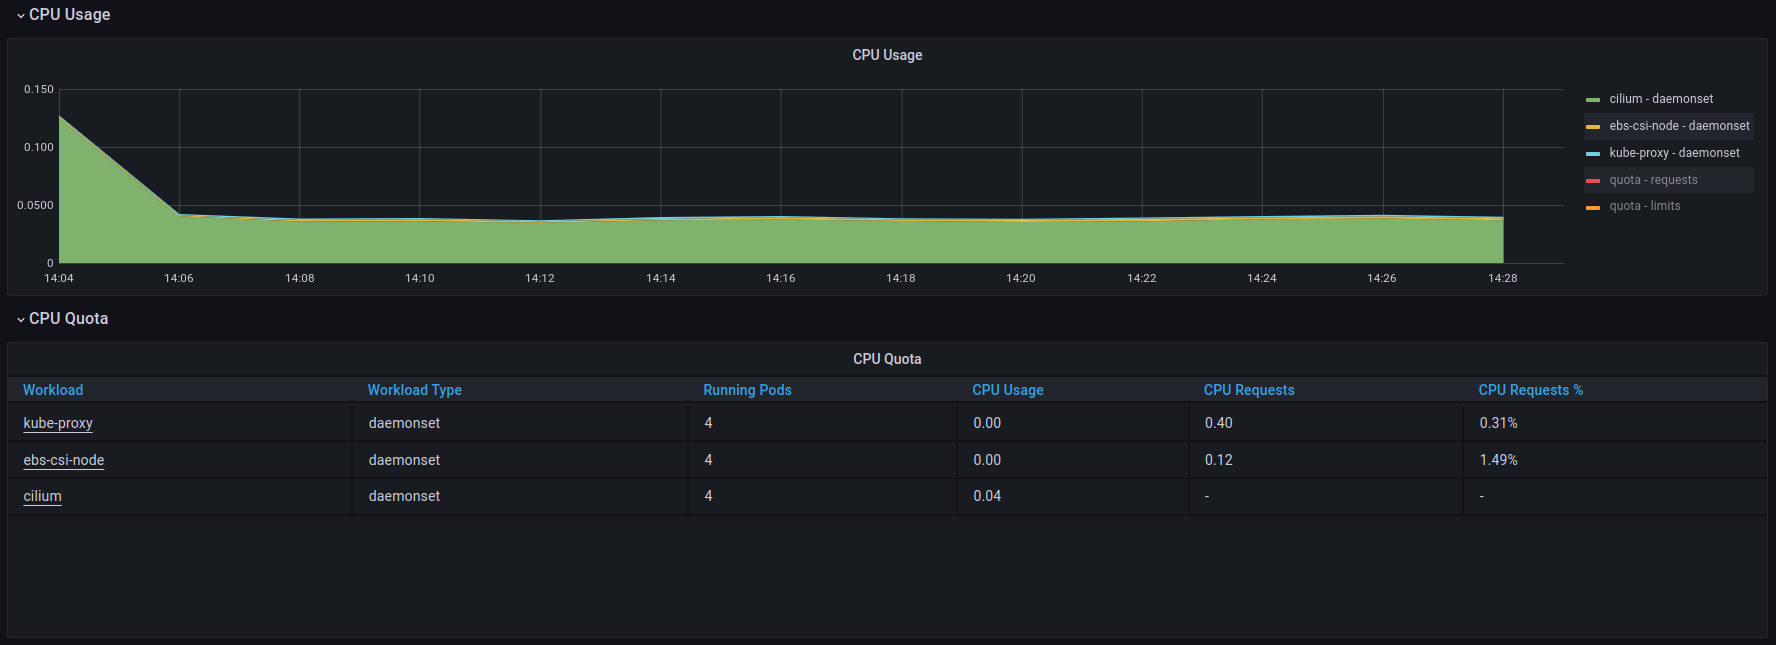 CPU Usage
CPU Usage
0.150
0.100
0.0500
0
14:04 14:06 14:08 14:10 14:12 14:14 14:16 14:18 14:20 14:22 14:24 14:26 14:28
cilium - daemonset
ebs-csi-node - daemonset
kube-proxy - daemonset
quota - requests
quota - limits
CPU Quota
CPU Quota
Workload Workload Type Running Pods CPU Usage CPU Requests CPU Requests %
kube-proxy daemonset 4 0.00 0.40 0.31%
ebs-csi-node daemonset 4 0.00 0.12 1.49%
cilium daemonset 4 0.04 - -